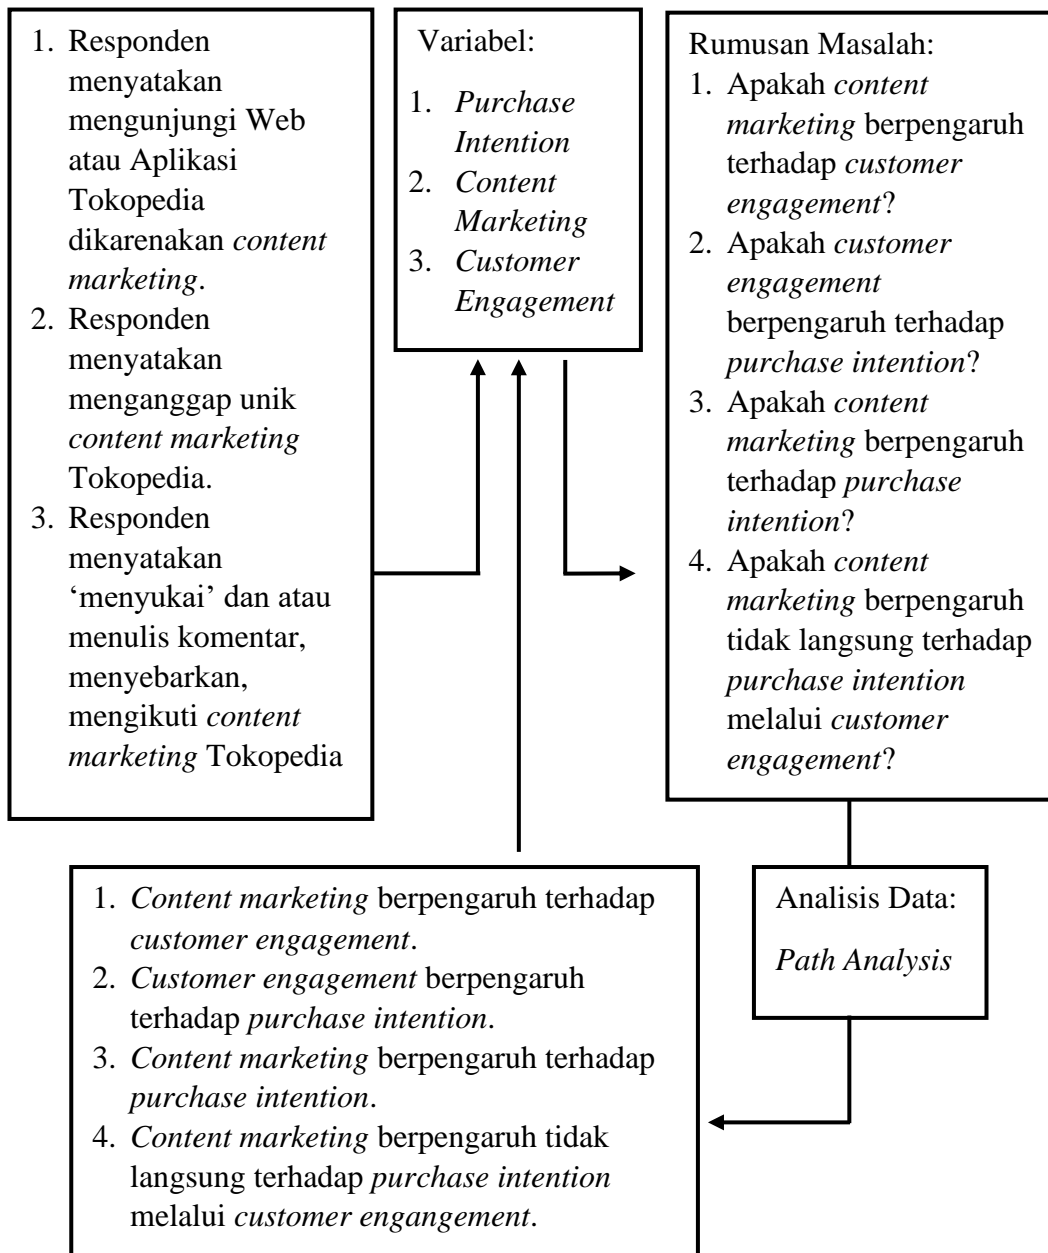 1. Responden
menyatakan
mengunjungi Web
atau Aplikasi
Tokopedia
dikarenakan content
marketing.
2. Responden
menyatakan
menganggap unik
content marketing
Tokopedia.
3. Responden
menyatakan
‘menyukai’ dan atau
menulis komentar,
menyebarkan,
mengikuti content
marketing Tokopedia
Variabel:
1. Purchase
Intention
2. Content
Marketing
3. Customer
Engagement
Rumusan Masalah:
1. Apakah content
marketing berpengaruh
terhadap customer
engagement?
2. Apakah customer
engagement
berpengaruh terhadap
purchase intention?
3. Apakah content
marketing berpengaruh
terhadap purchase
intention?
4. Apakah content
marketing berpengaruh
tidak langsung terhadap
purchase intention
melalui customer
engagement?
Analisis Data:
Path Analysis
1. Content marketing berpengaruh terhadap
customer engagement.
2. Customer engagement berpengaruh
terhadap purchase intention.
3. Content marketing berpengaruh terhadap
purchase intention.
4. Content marketing berpengaruh tidak
langsung terhadap purchase intention
melalui customer engangement.